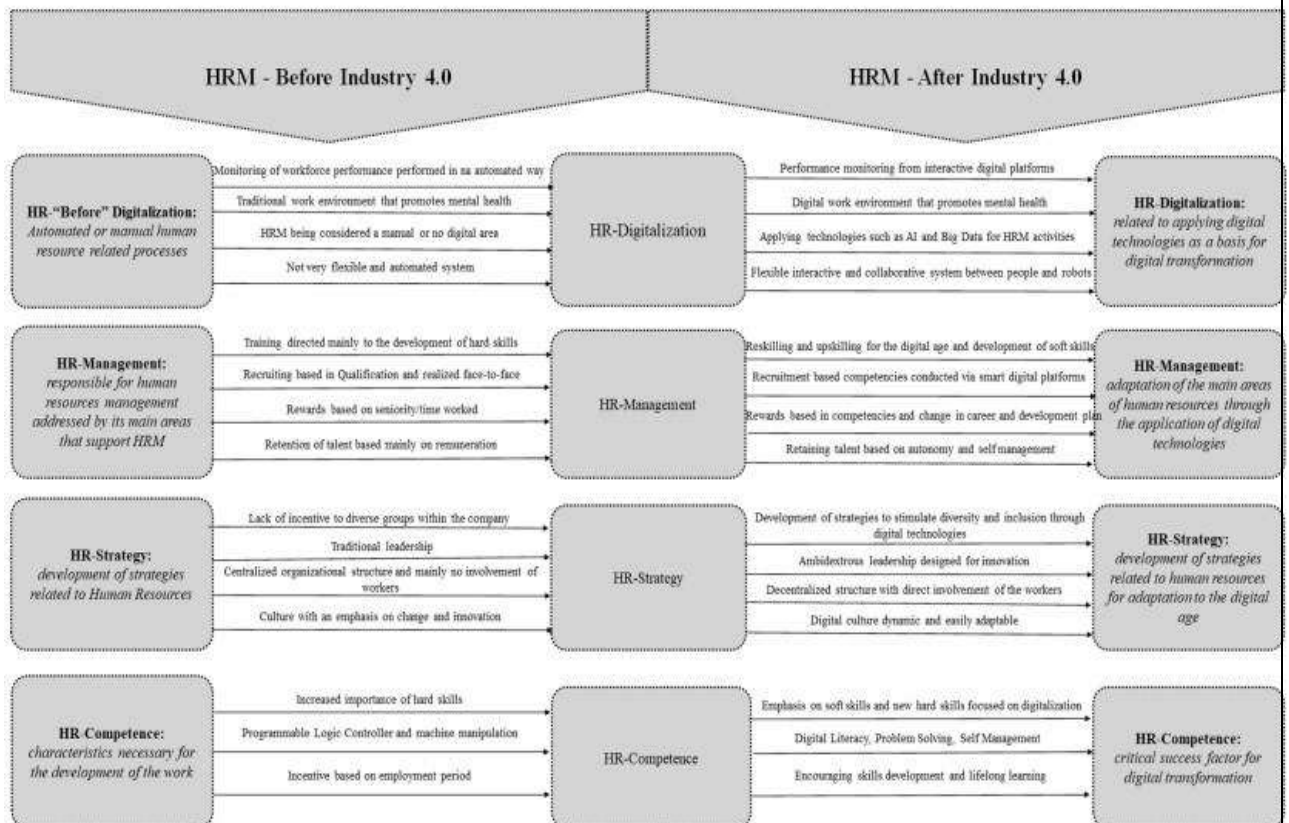 HRM - Before Industry 4.0
HRM - After Industry 4.0
HR-“Before” Digitalization:
Automated or manual human
resource related processes
Monitoring of workforce performance performed in na automated way
Traditional work environment that promotes mental health
HRM being considered a manual or no digital area
Not very flexible and automated system
HR-Digitalization
Performance monitoring from interactive digital platforms
Digital work environment that promotes mental health
Applying technologies such as AI and Big Data for HRM activities
Flexible interactive and collaborative system between people and robots
HR-Digitalization:
related to applying digital
technologies as a basis for
digital transformation
HR-Management:
responsible for human
resources management
addressed by its main areas
that support HRM
Training directed mainly to the development of hard skills
Recruiting based in Qualification and realized face-to-face
Rewards based on seniority/time worked
Retention of talent based mainly on remuneration
HR-Management
Reskilling and upskilling for the digital age and development of soft skills
Recruitment based competencies conducted via smart digital platforms
Rewards based in competencies and change in career and development plan
Retaining talent based on autonomy and self management
HR-Management:
adaptation of the main areas
of human resources through
the application of digital
technologies
HR-Strategy:
development of strategies
related to Human Resources
Lack of incentive to diverse groups within the company
Traditional leadership
Centralized organizational structure and mainly no involvement of
workers
Culture with an emphasis on change and innovation
HR-Strategy
Development of strategies to stimulate diversity and inclusion through
digital technologies
Ambidextrous leadership designed for innovation
Decentralized structure with direct involvement of the workers
Digital culture dynamic and easily adaptable
HR-Strategy:
development of strategies
related to human resources
for adaptation to the digital
age
HR-Competence:
characteristics necessary for
the development of the work
Increased importance of hard skills
Programmable Logic Controller and machine manipulation
Incentive based on employment period
HR-Competence
Emphasis on soft skills and new hard skills focused on digitalization
Digital Literacy, Problem Solving, Self Management
Encouraging skills development and lifelong learning
HR-Competence:
critical success factor for
digital transformation